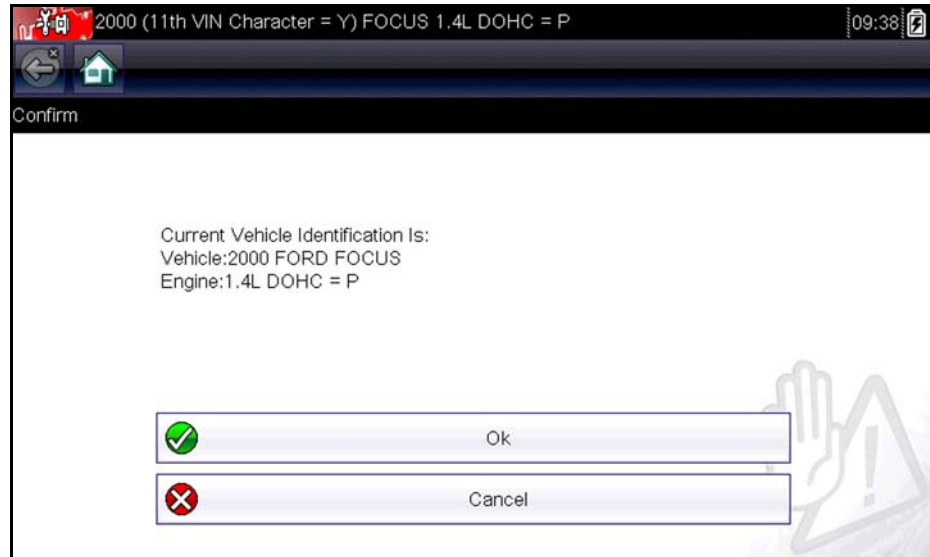 2000 (11th VIN Character = Y) FOCUS 1.4L DOHC = P
09:38
Confirm
Current Vehicle Identification Is:
Vehicle:2000 FORD FOCUS
Engine:1.4L DOHC = P
Ok
Cancel